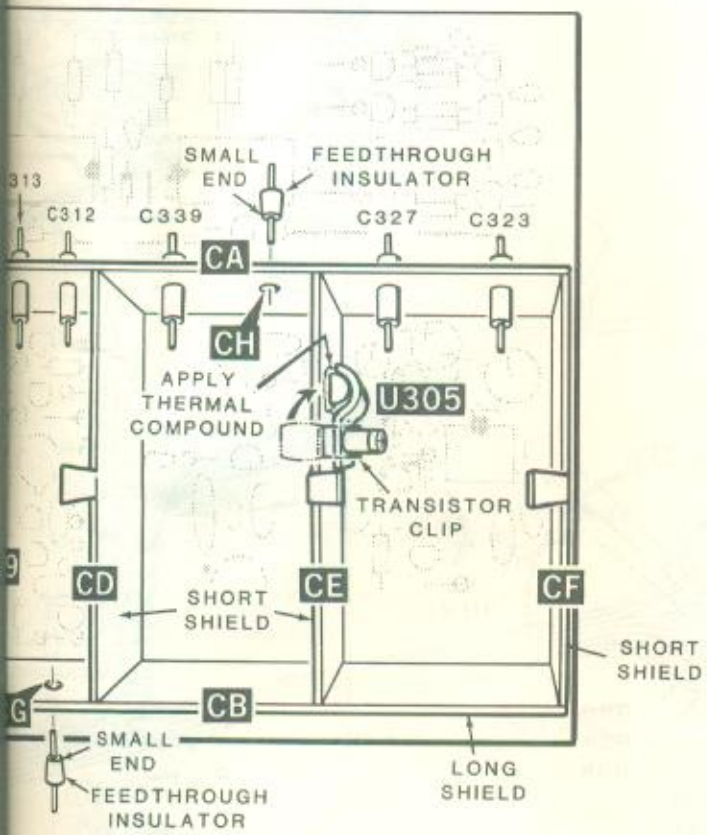 SMALL
END
FEEDTHROUGH
INSULATOR
313
C312
C339
C327
C323
CA
CH
APPLY
THERMAL
COMPOUND
U305
TRANSISTOR
CLIP
9
CD
SHORT
SHIELD
CE
CF
SHORT
SHIELD
G
CB
SMALL
END
FEEDTHROUGH
INSULATOR
LONG
SHIELD